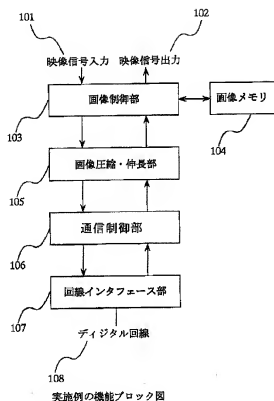 101
102
映像信号入力
映像信号出力
画像制御部
103
画像メモリ
104
画像圧縮・伸長部
105
通信制御部
106
回線インタフェース部
107
ディジタル回線
108
実施例の機能ブロック図